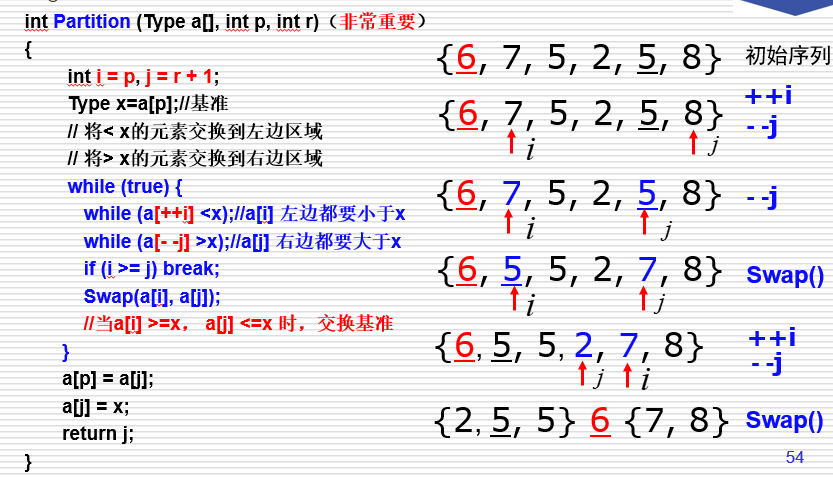 int Partition (Type a[], int p, int r)（非常重要）
{
int i = p, j = r + 1;
Type x=a[p];//基准
// 将< x的元素交换到左边区域
// 将> x的元素交换到右边区域
while (true) {
while (a[++i] <x);//a[i] 左边都要小于x
while (a[- -j] >x);//a[j] 右边都要大于x
if (i >= j) break;
Swap(a[i], a[j]);
//当a[i] >=x， a[j] <=x 时，交换基准
}
a[p] = a[j];
a[j] = x;
return j;
}
{6, 7, 5, 2, 5, 8} 初始序列
{6, 7, 5, 2, 5, 8} ++i
- -j
i j
{6, 7, 5, 2, 5, 8} - -j
i j
{6, 5, 5, 2, 7, 8} Swap()
i j
{6, 5, 5, 2, 7, 8} ++i
- -j
j i
{2, 5, 5} 6 {7, 8} Swap()
54